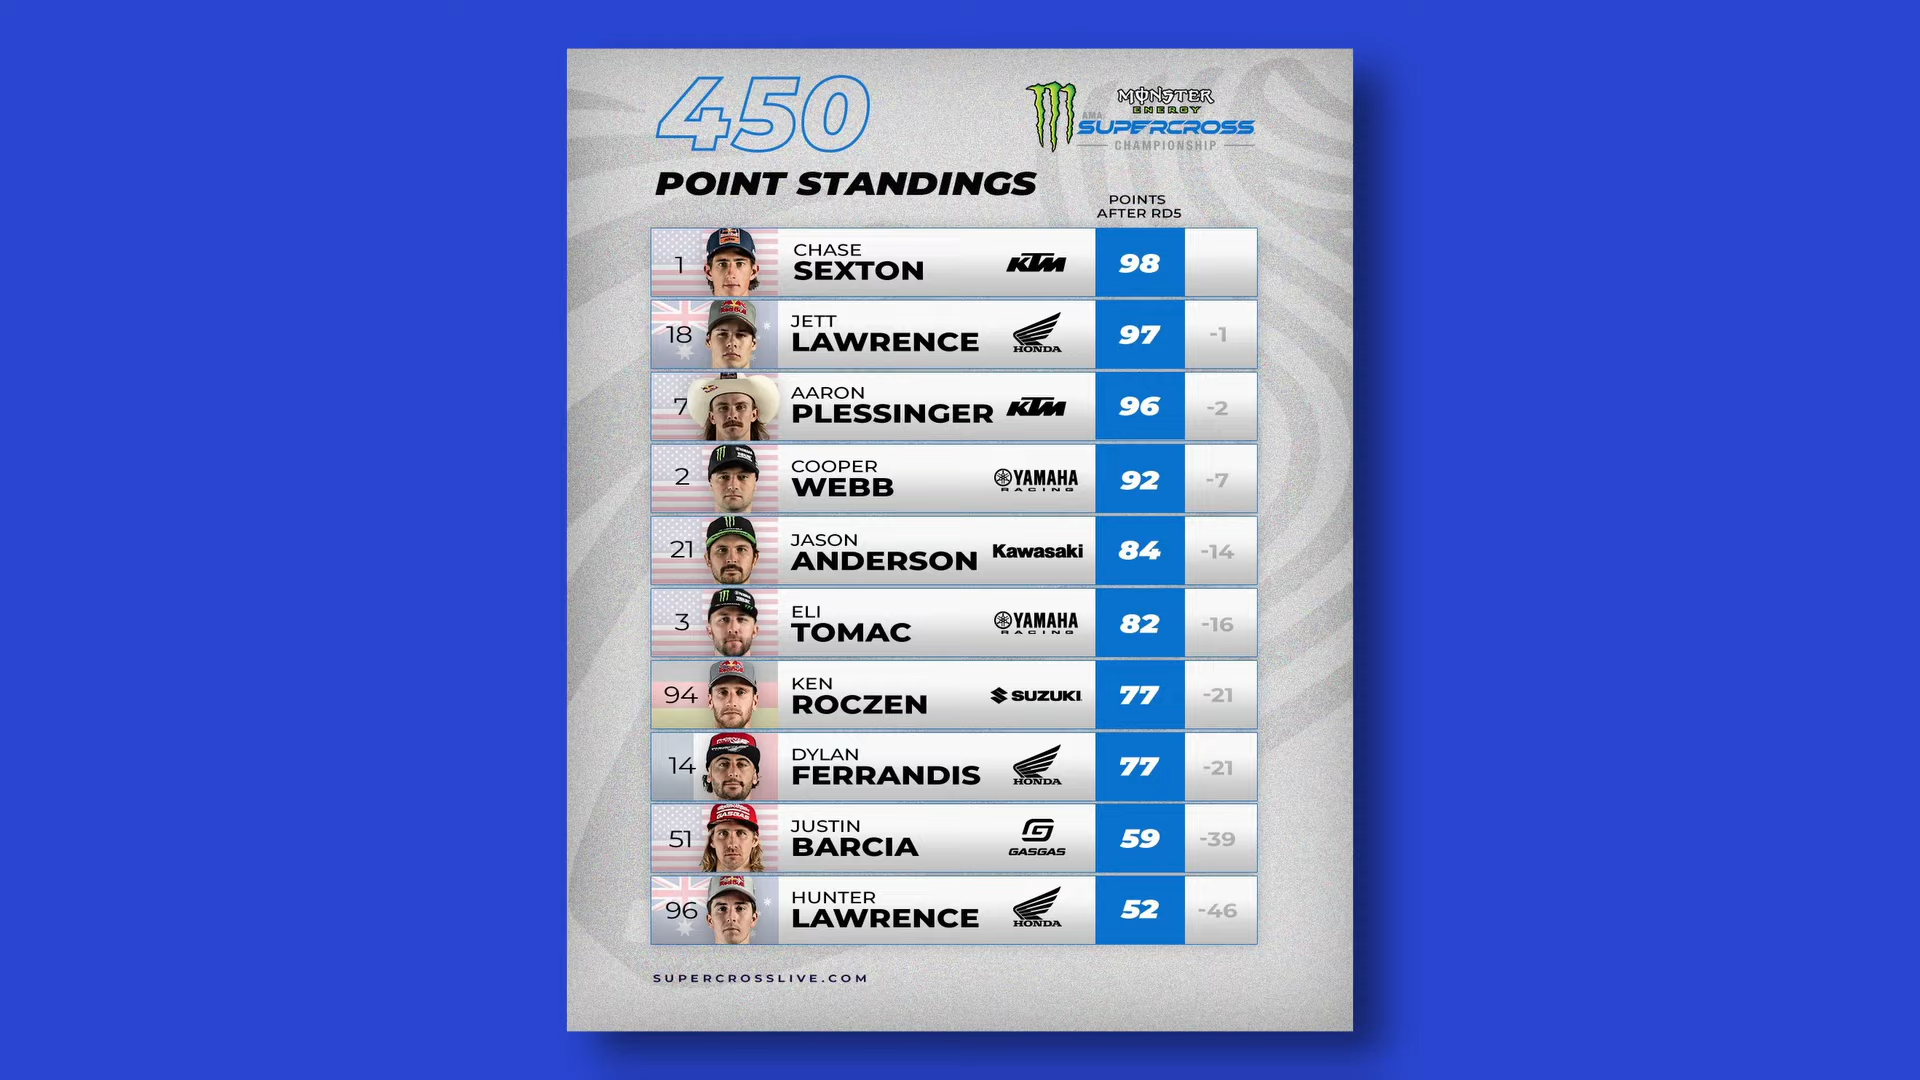 450
MONSTER
ENERGY
AMA
SUPERCROSS
CHAMPIONSHIP
POINT STANDINGS
POINTS
AFTER RD5
1 CHASE SEXTON KTM 98
18 JETT LAWRENCE HONDA 97 -1
7 AARON PLESSINGER KTM 96 -2
2 COOPER WEBB YAMAHA RACING 92 -7
21 JASON ANDERSON Kawasaki 84 -14
3 ELI TOMAC YAMAHA RACING 82 -16
94 KEN ROCZEN SUZUKI 77 -21
14 DYLAN FERRANDIS HONDA 77 -21
51 JUSTIN BARCIA GASGAS 59 -39
96 HUNTER LAWRENCE HONDA 52 -46
SUPERCROSSLIVE.COM